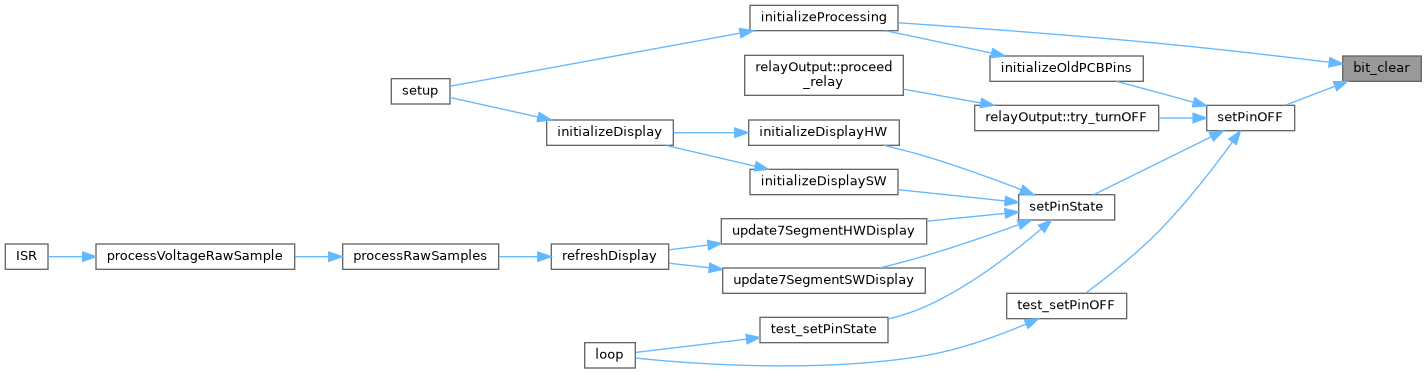 initializeProcessing
relayOutput::proceed
_relay
initializeOldPCBPins
bit_clear
setup
relayOutput::try_turnOFF
setPinOFF
initializeDisplay
initializeDisplayHW
initializeDisplaySW
setPinState
update7SegmentHWDisplay
ISR
processVoltageRawSample
processRawSamples
refreshDisplay
update7SegmentSWDisplay
test_setPinOFF
test_setPinState
loop